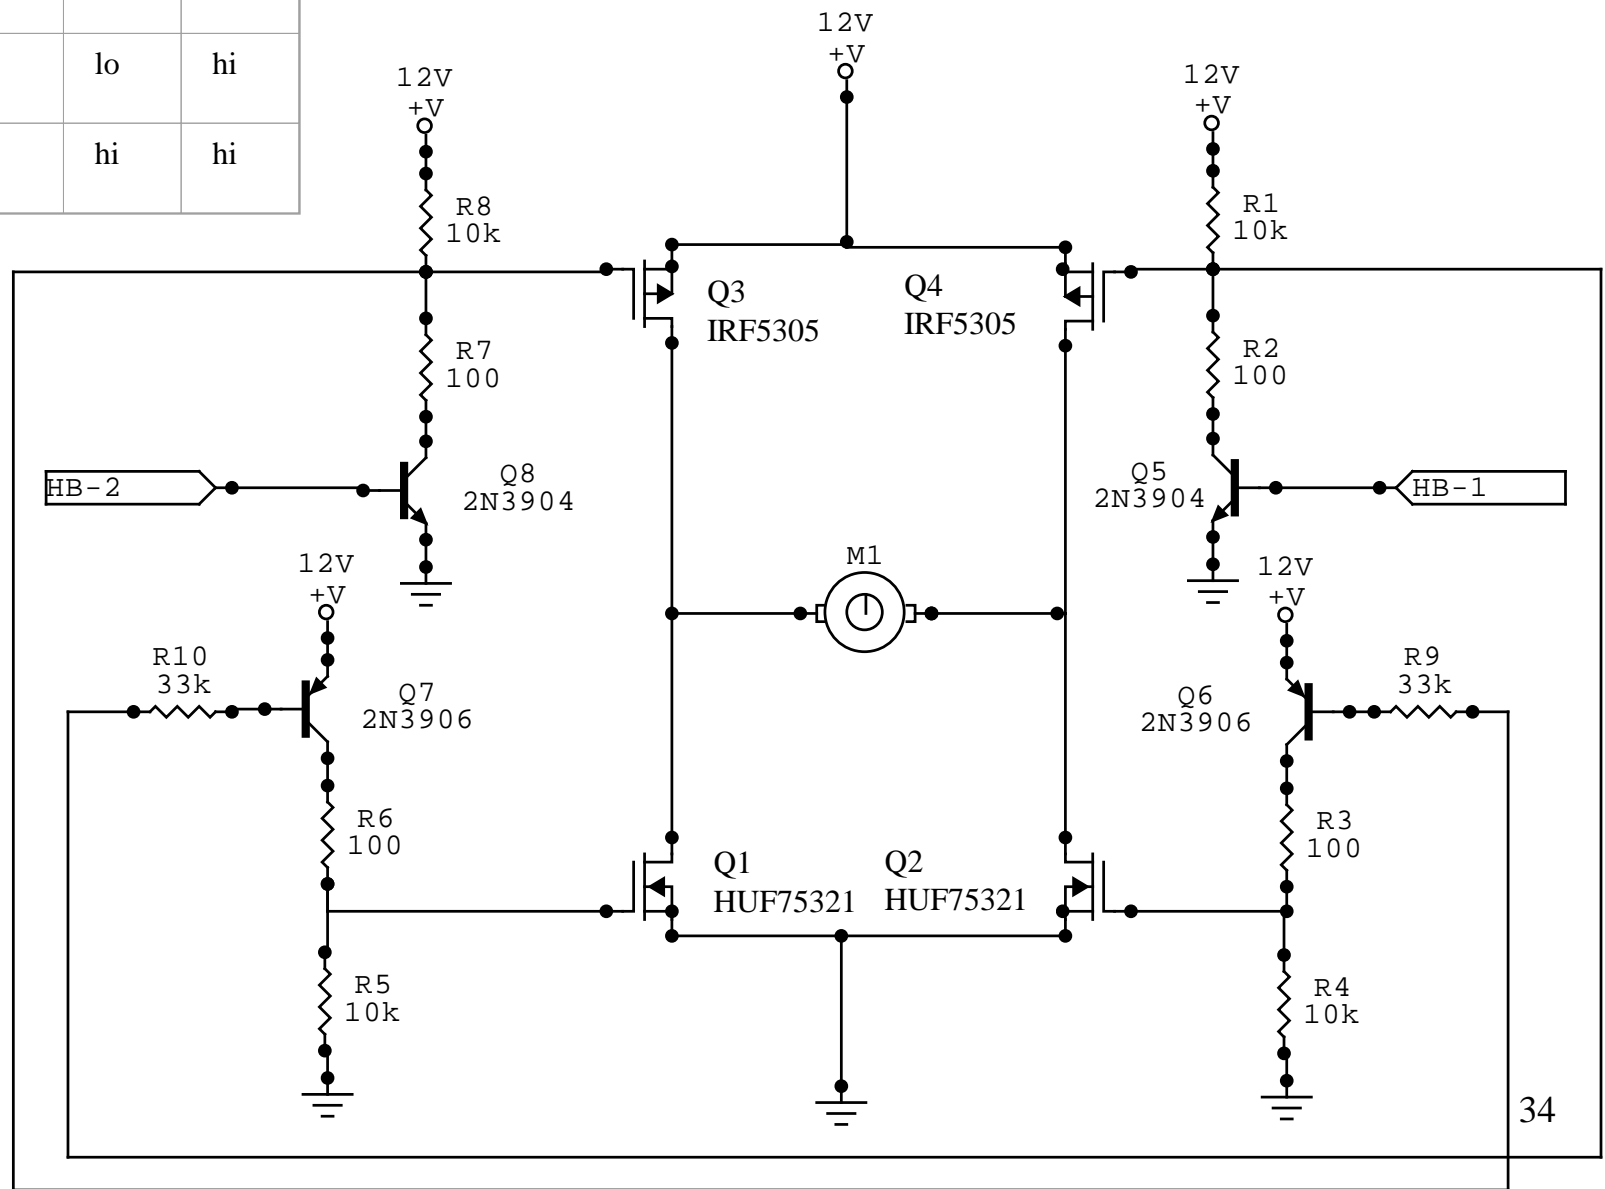 lo hi
hi hi
12V
+V
12V
+V
12V
+V
R8
10k
R1
10k
Q3
IRF5305
Q4
IRF5305
R7
100
R2
100
HB-2
Q8
2N3904
Q5
2N3904
HB-1
12V
+V
M1
12V
+V
R10
33k
Q7
2N3906
Q6
2N3906
R9
33k
R6
100
R3
100
Q1
HUF75321
Q2
HUF75321
R5
10k
R4
10k
34